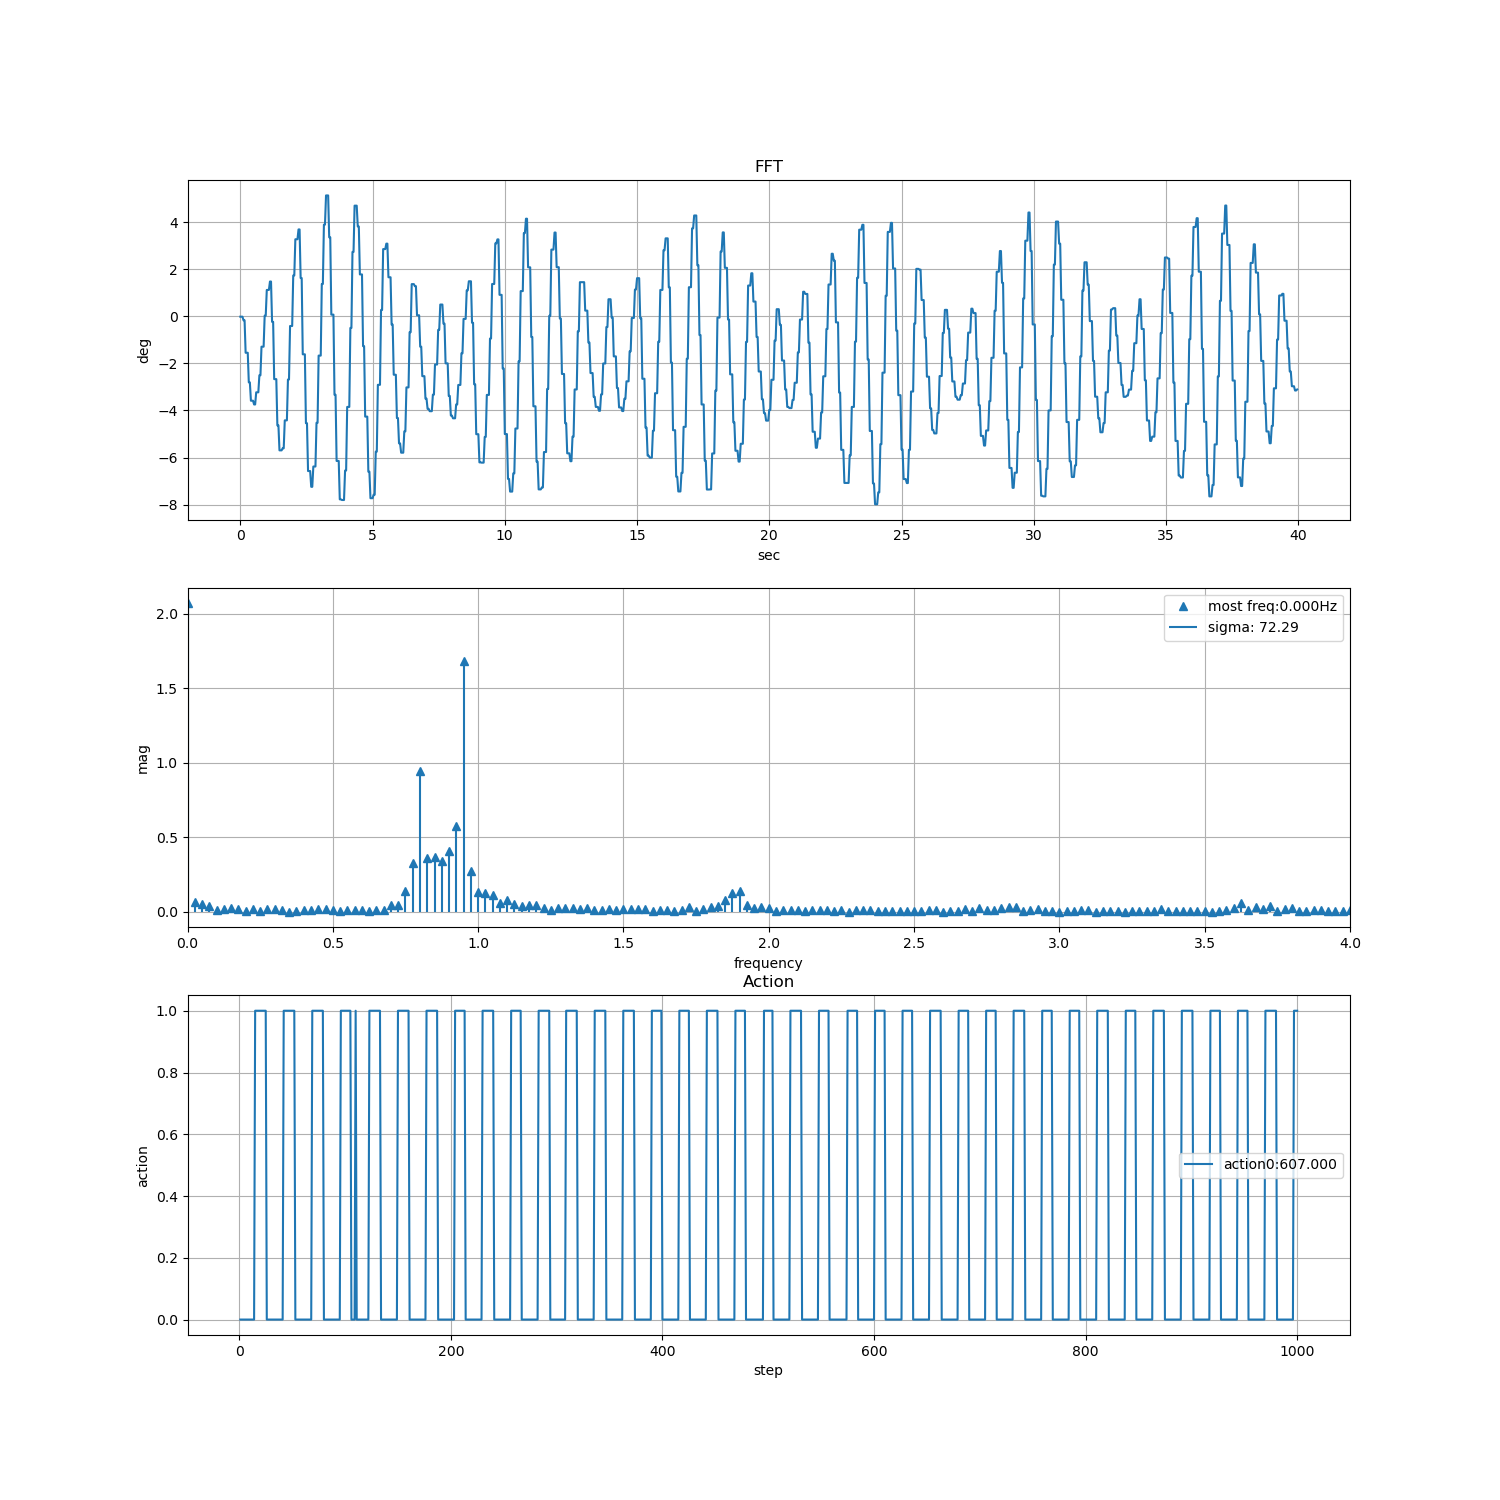 FFT
4
2
0
−2
−4
−6
−8
deg
0 5 10 15 20 25 30 35 40
sec
2.0
1.5
1.0
0.5
0.0
mag
most freq:0.000Hz
sigma: 72.29
0.0 0.5 1.0 1.5 2.0 2.5 3.0 3.5 4.0
frequency
Action
1.0
0.8
0.6
0.4
0.2
0.0
action
action0:607.000
0 200 400 600 800 1000
step